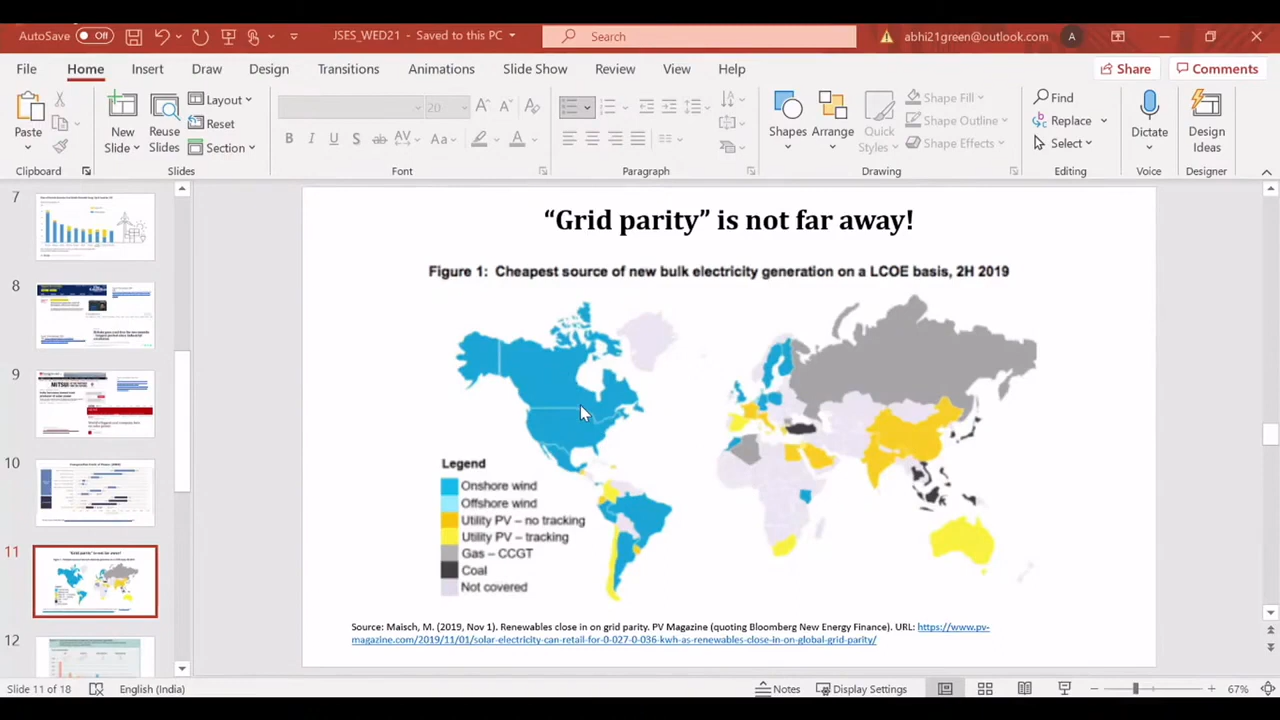 AutoSave Off
JSES_WED21 - Saved to this PC
Search
abhi21green@outlook.com
A
File Home Insert Draw Design Transitions Animations Slide Show Review View Help
Share Comments
Paste
New Slide
Reuse Slides
Layout
Reset
Section
20
B I U S ab AV Aa A
Shapes
Arrange
Quick Styles
Shape Fill
Shape Outline
Shape Effects
Find
Replace
Select
Dictate
Design Ideas
Clipboard Slides Font Paragraph Drawing Editing Voice Designer
7
8
9
10
11
12
“Grid parity” is not far away!
Figure 1: Cheapest source of new bulk electricity generation on a LCOE basis, 2H 2019
Legend
Onshore wind
Offshore wind
Utility PV – no tracking
Utility PV – tracking
Gas – CCGT
Coal
Not covered
Source: Maisch, M. (2019, Nov 1). Renewables close in on grid parity. PV Magazine (quoting Bloomberg New Energy Finance). URL: https://www.pv-
magazine.com/2019/11/01/solar-electricity-can-retail-for-0-027-0-036-kwh-as-renewables-close-in-on-global-grid-parity/
Slide 11 of 18 English (India) Notes Display Settings 67%